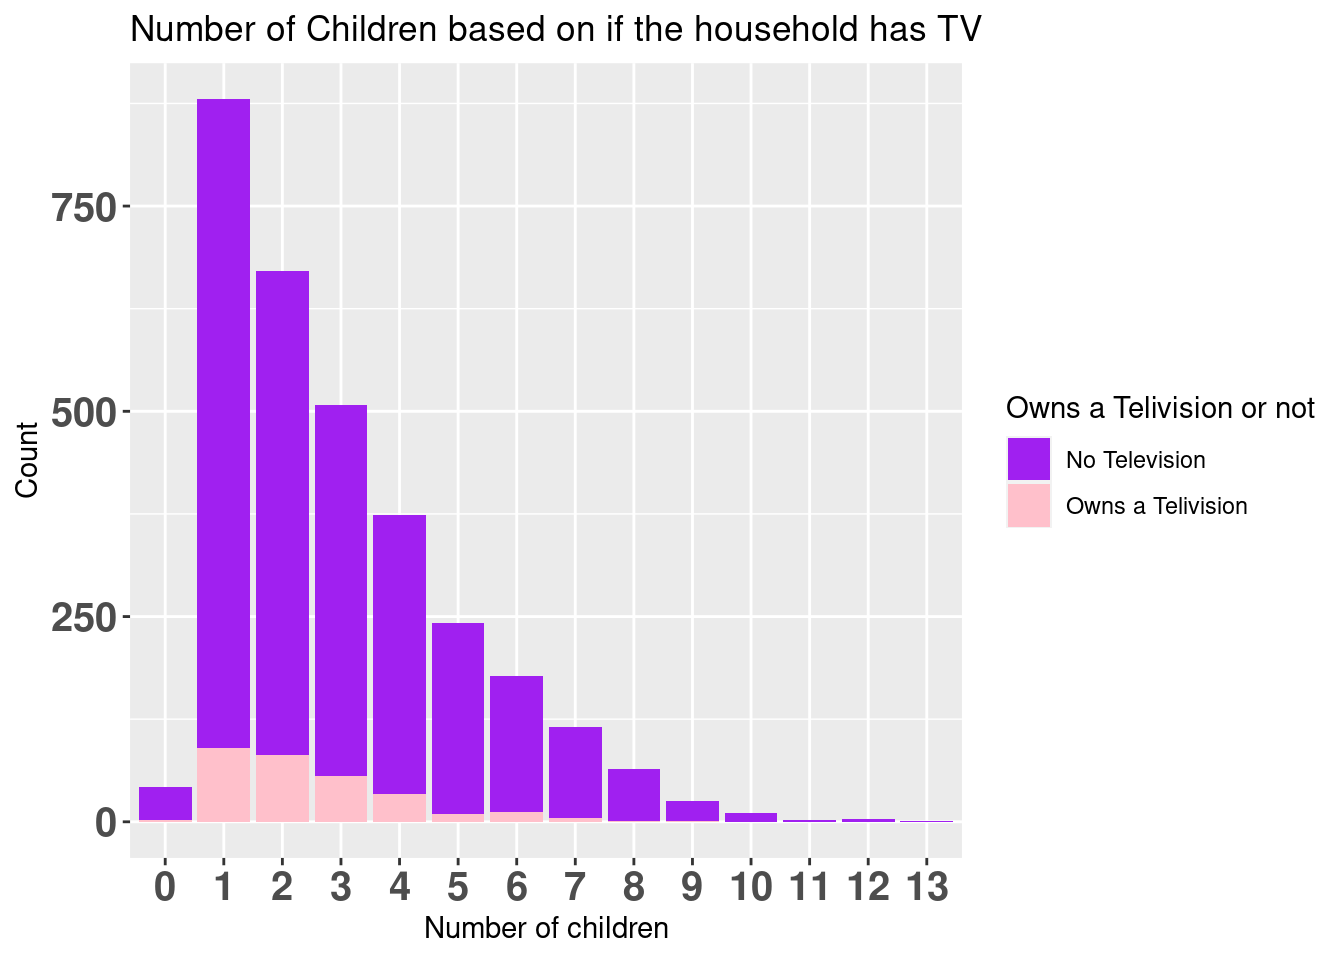 Number of Children based on if the household has TV
750
500
250
0
Count
0 1 2 3 4 5 6 7 8 9 10 11 12 13
Number of children
Owns a Telivision or not
No Television
Owns a Telivision